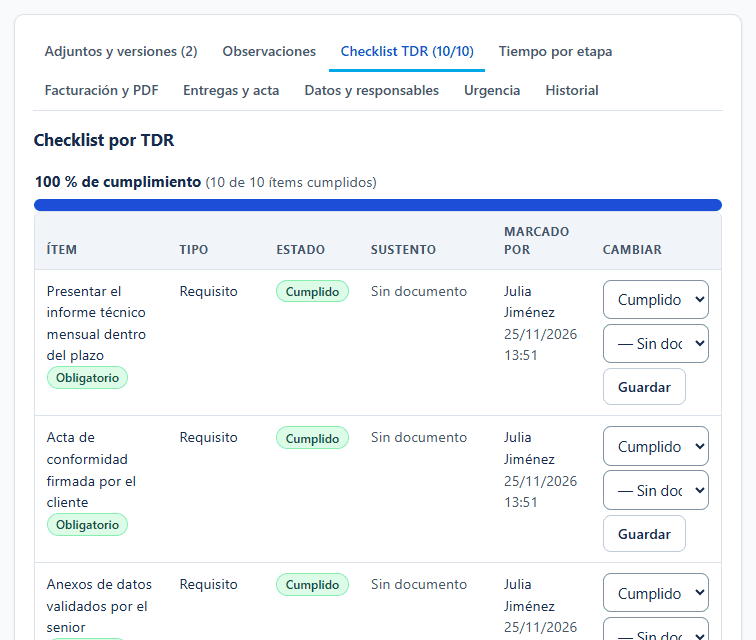 Adjuntos y versiones (2) Observaciones Checklist TDR (10/10) Tiempo por etapa
Facturación y PDF Entregas y acta Datos y responsables Urgencia Historial
Checklist por TDR
100 % de cumplimiento (10 de 10 ítems cumplidos)
ÍTEM TIPO ESTADO SUSTENTO MARCADO POR CAMBIAR
Presentar el
informe técnico
mensual dentro
del plazo
Obligatorio
Requisito
Cumplido
Sin documento
Julia
Jiménez
25/11/2026
13:51
Cumplido
— Sin doc
Guardar
Acta de
conformidad
firmada por el
cliente
Obligatorio
Requisito
Cumplido
Sin documento
Julia
Jiménez
25/11/2026
13:51
Cumplido
— Sin doc
Guardar
Anexos de datos
validados por el
senior
Requisito
Cumplido
Sin documento
Julia
Jiménez
25/11/2026
Cumplido
— Sin doc